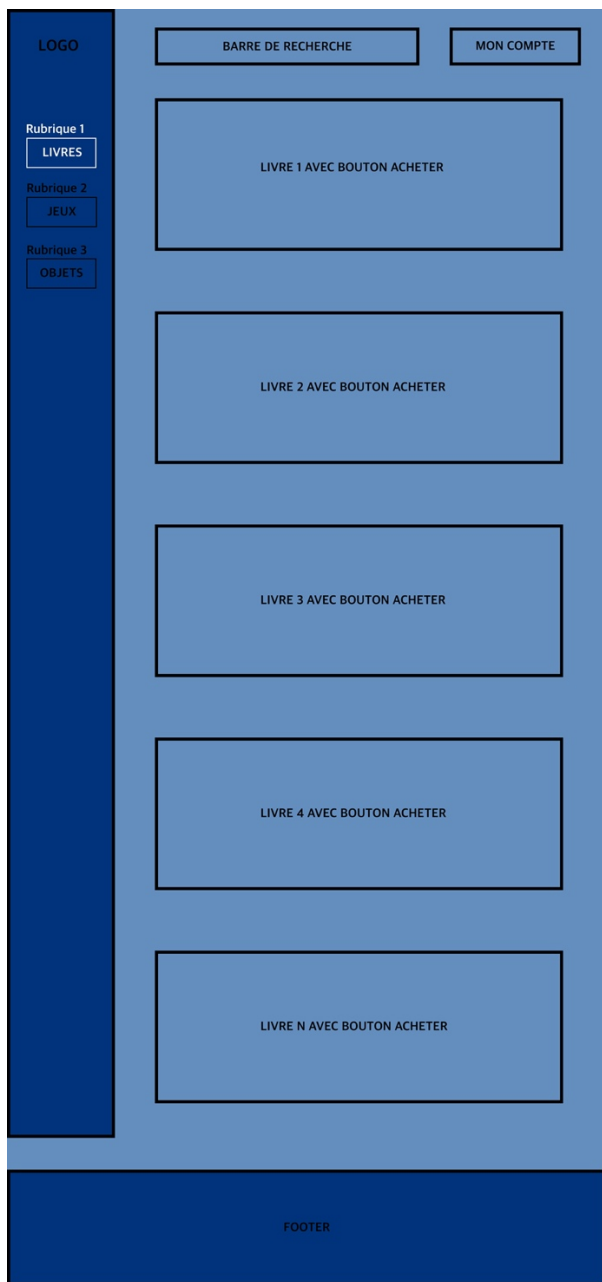 LOGO
BARRE DE RECHERCHE
MON COMPTE
Rubrique 1
LIVRES
Rubrique 2
JEUX
Rubrique 3
OBJETS
LIVRE 1 AVEC BOUTON ACHETER
LIVRE 2 AVEC BOUTON ACHETER
LIVRE 3 AVEC BOUTON ACHETER
LIVRE 4 AVEC BOUTON ACHETER
LIVRE N AVEC BOUTON ACHETER
FOOTER